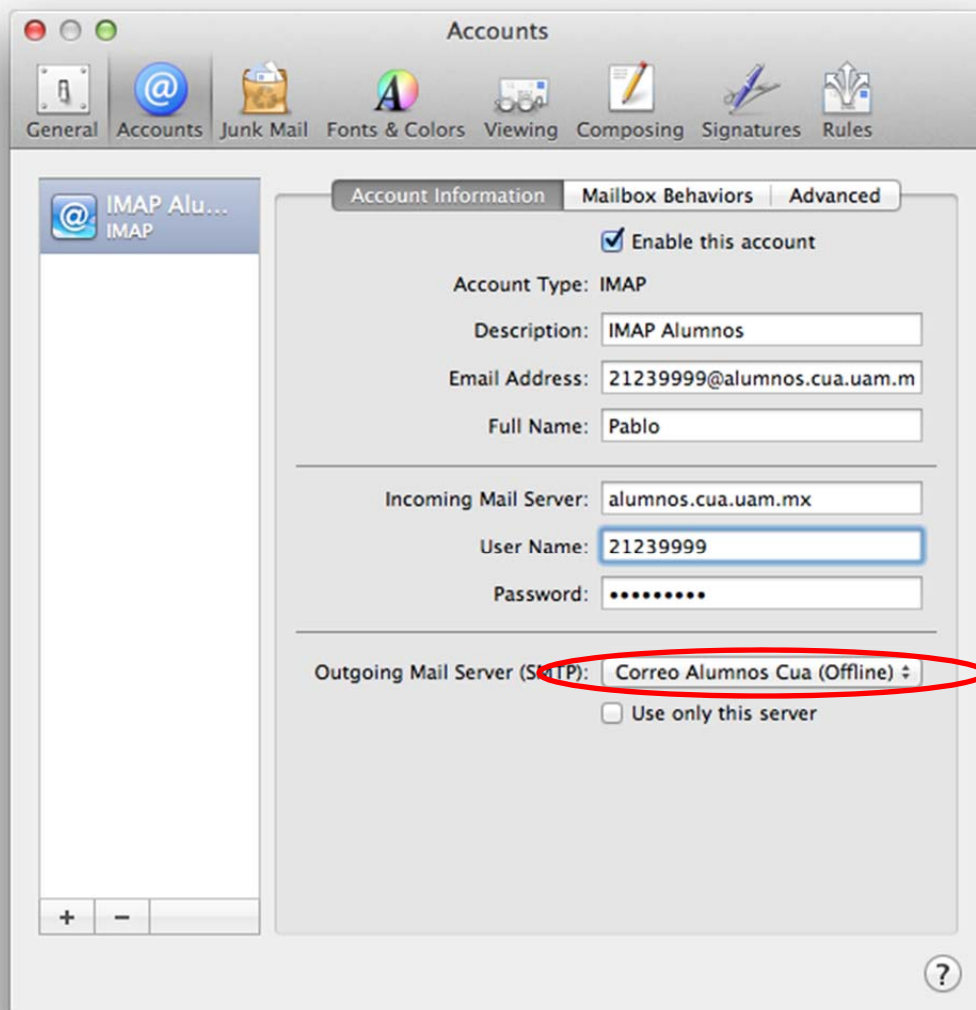 Accounts
General Accounts Junk Mail Fonts & Colors Viewing Composing Signatures Rules
IMAP Alu...
IMAP
Account Information Mailbox Behaviors Advanced
Enable this account
Account Type: IMAP
Description: IMAP Alumnos
Email Address: 21239999@alumnos.cua.uam.m
Full Name: Pablo
Incoming Mail Server: alumnos.cua.uam.mx
User Name: 21239999
Password: •••••••••
Outgoing Mail Server (SMTP): Correo Alumnos Cua (Offline)
Use only this server
+ −
?